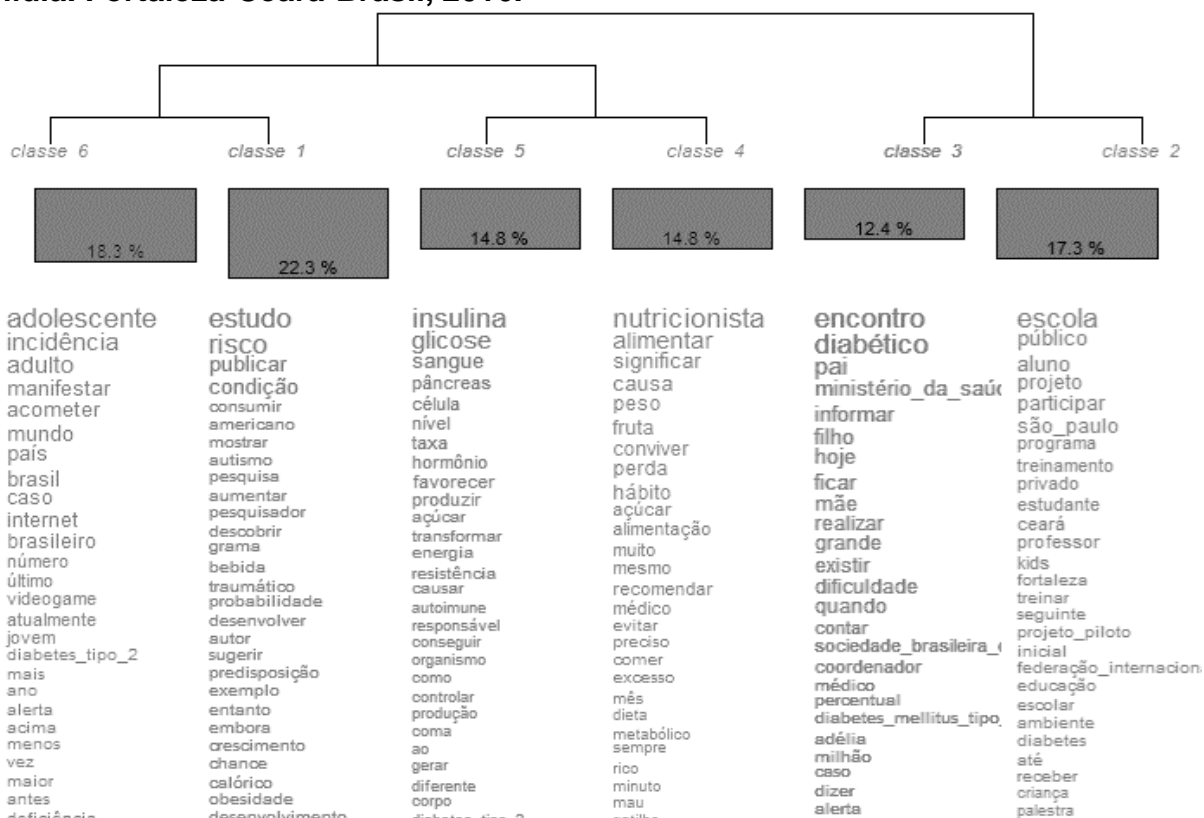 classe 6
classe 1
classe 5
classe 4
classe 3
classe 2
18.3 %
22.3 %
14.8 %
14.8 %
12.4 %
17.3 %
adolescente
incidência
adulto
manifestar
acometer
mundo
país
brasil
caso
internet
brasileiro
número
último
videogame
atualmente
jovem
diabetes_tipo_2
mais
ano
alerta
acima
menos
vez
maior
antes
deficiência
estudo
risco
publicar
condição
consumir
americano
mostrar
autismo
pesquisa
aumentar
pesquisador
descobrir
grama
bebida
traumático
probabilidade
desenvolver
autor
sugerir
predisposição
exemplo
entanto
embora
crescimento
chance
calórico
obesidade
desenvolvimento
insulina
glicose
sangue
pâncreas
célula
nível
taxa
hormônio
favorecer
produzir
açúcar
transformar
energia
resistência
causar
autoimune
responsável
conseguir
organismo
como
controlar
produção
coma
ao
gerar
diferente
corpo
diabetes_tipo_2
nutricionista
alimentar
significar
causa
peso
fruta
conviver
perda
hábito
açúcar
alimentação
muito
mesmo
recomendar
médico
evitar
preciso
comer
excesso
mês
dieta
metabólico
sempre
rico
minuto
mau
encontro
diabético
pai
ministério_da_saúd
informar
filho
hoje
ficar
mãe
realizar
grande
existir
dificuldade
quando
contar
sociedade_brasileira_
coordenador
médico
percentual
diabetes_mellitus_tipo_
adélia
milhão
caso
dizer
alerta
escola
público
aluno
projeto
participar
são_paulo
programa
treinamento
privado
estudante
ceará
professor
kids
fortaleza
treinar
seguinte
projeto_piloto
inicial
federação_internaciona
educação
escolar
ambiente
diabetes
até
receber
criança
palestra